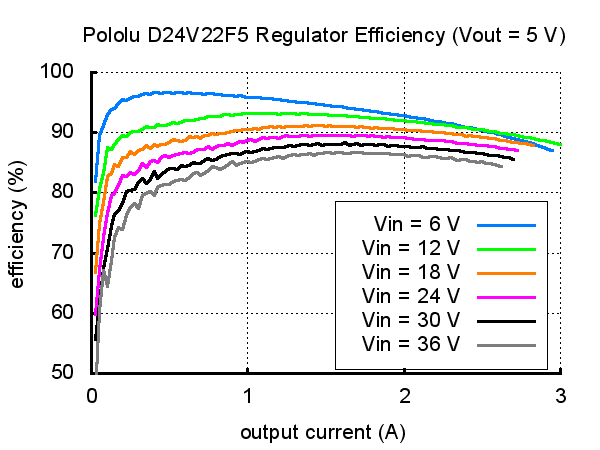 Pololu D24V22F5 Regulator Efficiency (Vout = 5 V)
100
90
80
70
60
50
efficiency (%)
Vin = 6 V
Vin = 12 V
Vin = 18 V
Vin = 24 V
Vin = 30 V
Vin = 36 V
0 1 2 3
output current (A)